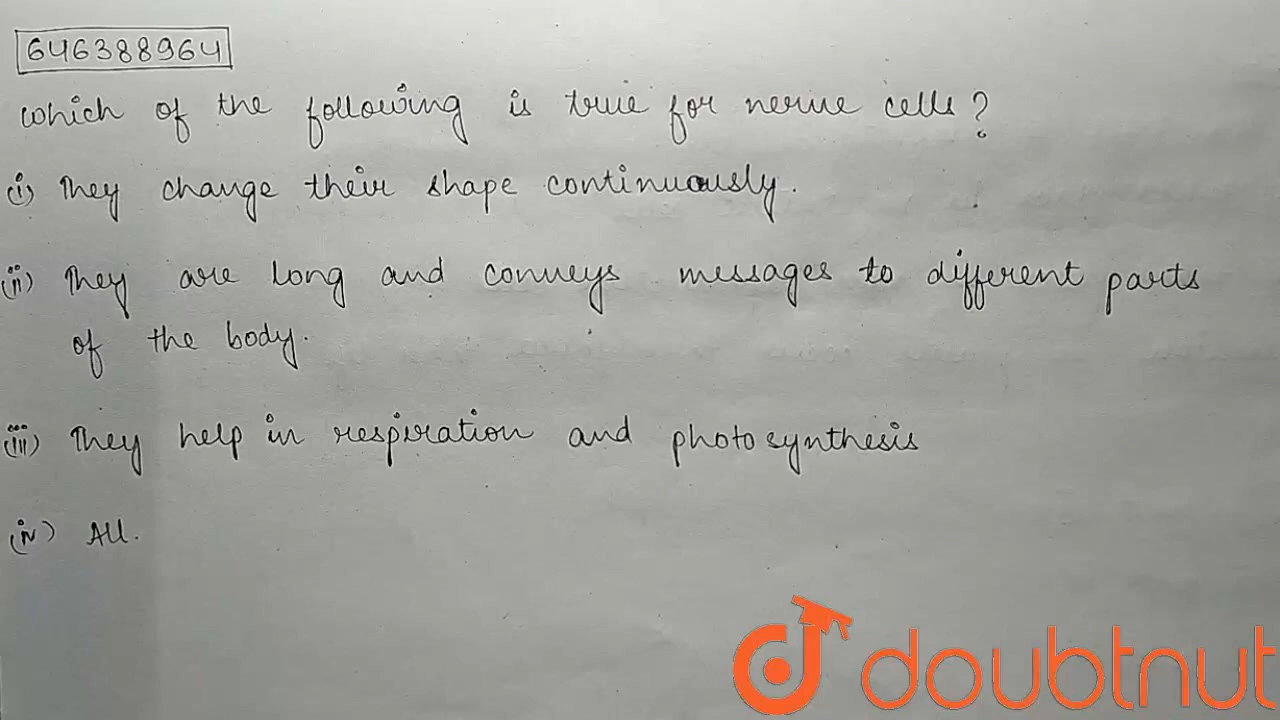 646388964
Which of the following is true for nerve cells?
(i) They change their shape continuously.
(ii) They are long and conveys messages to different parts
of the body.
(iii) They help in respiration and photosynthesis
(iv) All.
doubtnut